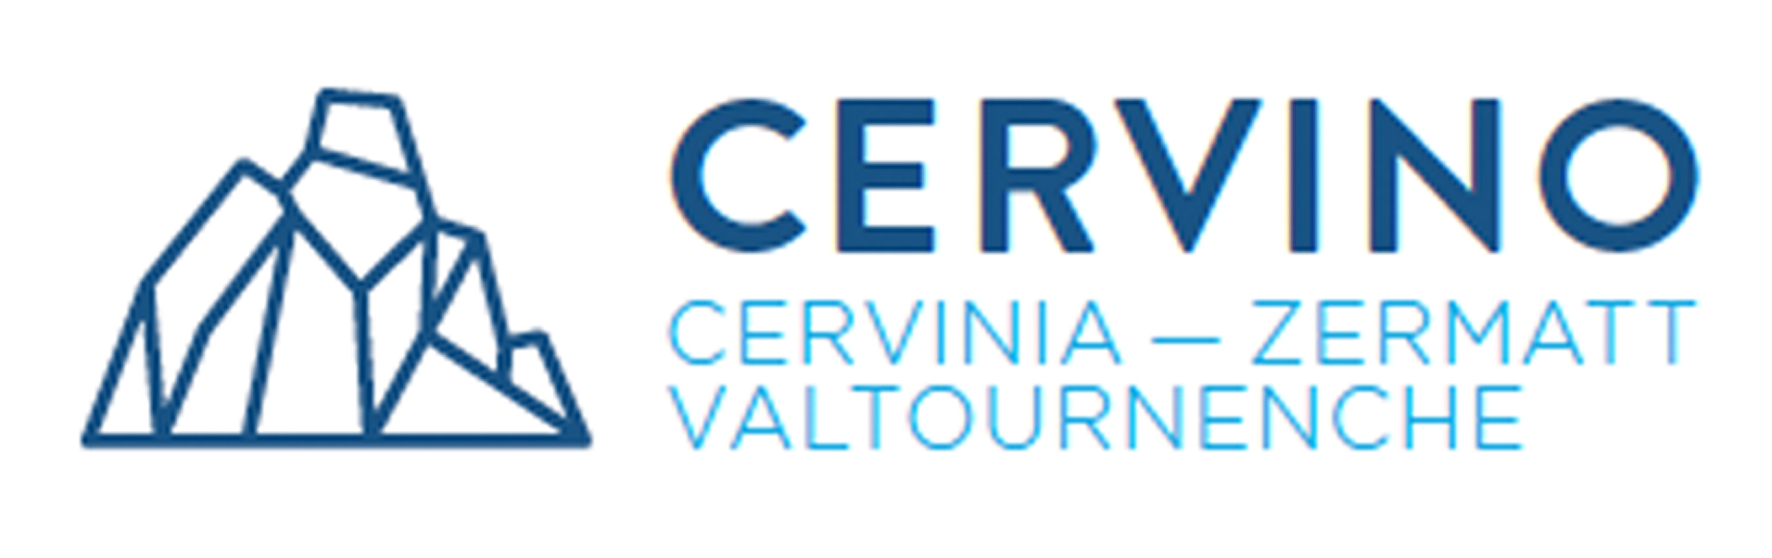 CERVINO
CERVINIA — ZERMATT
VALTOURNENCHE